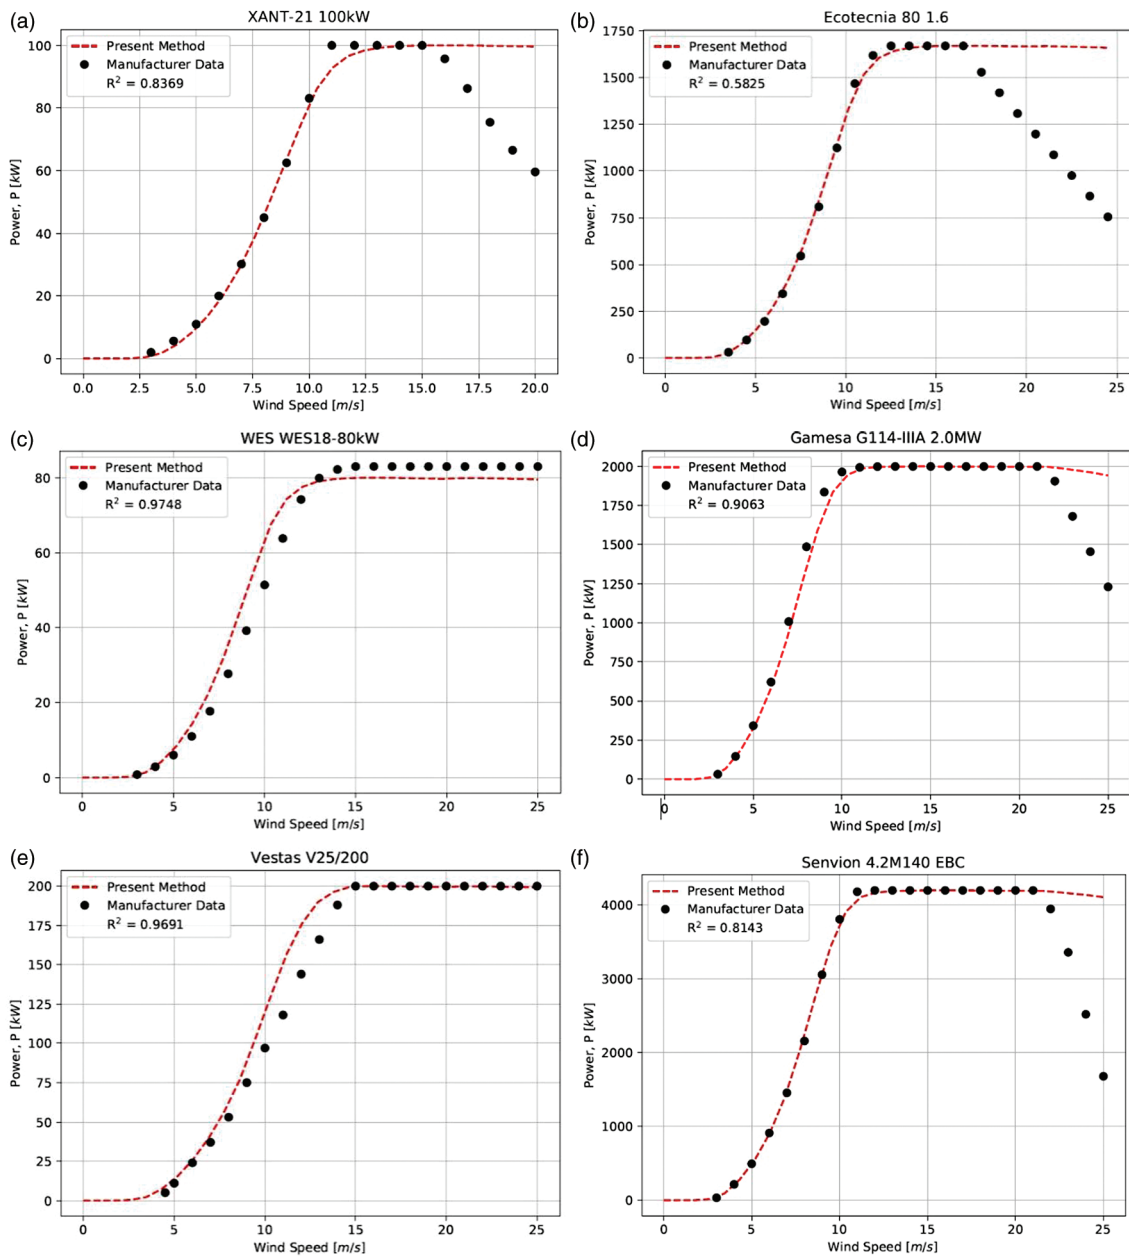 (a)
XANT-21 100kW
Present Method
Manufacturer Data
R² = 0.8369
Power, P [kW]
100
80
60
40
20
0
0.0 2.5 5.0 7.5 10.0 12.5 15.0 17.5 20.0
Wind Speed [m/s]
(b)
Ecotecnia 80 1.6
Present Method
Manufacturer Data
R² = 0.5825
Power, P [kW]
1750
1500
1250
1000
750
500
250
0
0 5 10 15 20 25
Wind Speed [m/s]
(c)
WES WES18-80kW
Present Method
Manufacturer Data
R² = 0.9748
Power, P [kW]
80
60
40
20
0
0 5 10 15 20 25
Wind Speed [m/s]
(d)
Gamesa G114-IIIA 2.0MW
Present Method
Manufacturer Data
R² = 0.9063
Power, P [kW]
2000
1750
1500
1250
1000
750
500
250
0
0 5 10 15 20 25
Wind Speed [m/s]
(e)
Vestas V25/200
Present Method
Manufacturer Data
R² = 0.9691
Power, P [kW]
200
175
150
125
100
75
50
25
0
0 5 10 15 20 25
Wind Speed [m/s]
(f)
Senvion 4.2M140 EBC
Present Method
Manufacturer Data
R² = 0.8143
Power, P [kW]
4000
3000
2000
1000
0
0 5 10 15 20 25
Wind Speed [m/s]